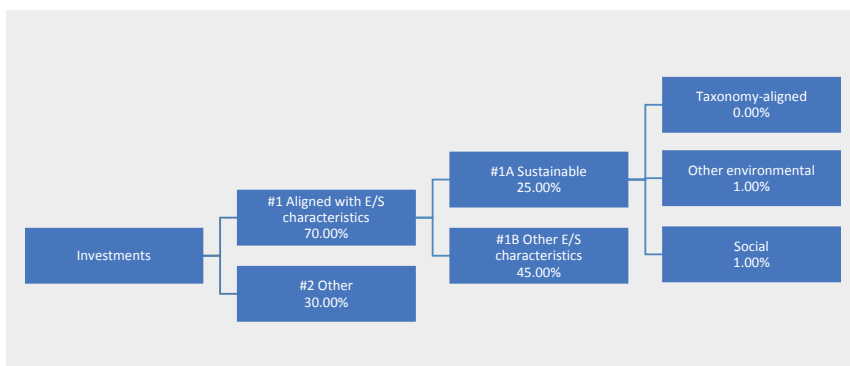 Investments
#1 Aligned with E/S
characteristics
70.00%
#2 Other
30.00%
#1A Sustainable
25.00%
#1B Other E/S
characteristics
45.00%
Taxonomy-aligned
0.00%
Other environmental
1.00%
Social
1.00%